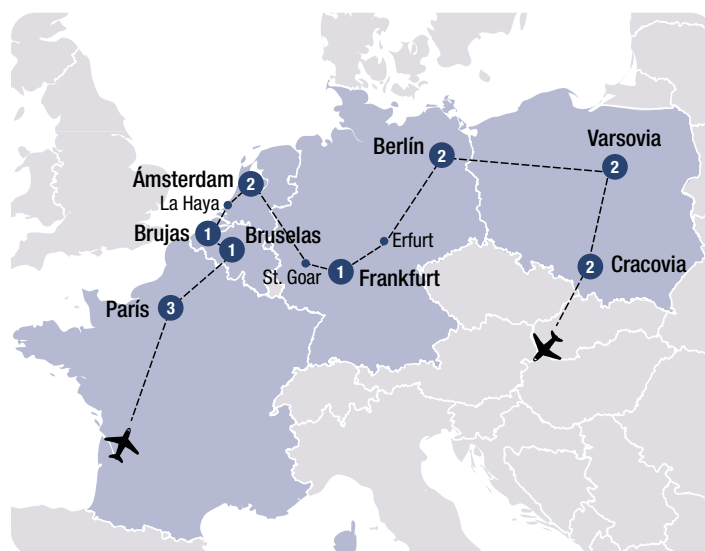 Berlín
2
Varsovia
2
Ámsterdam
2
La Haya
Brujas
1
Bruselas
1
Erfurt
St. Goar
1
Frankfurt
2
Cracovia
París
3